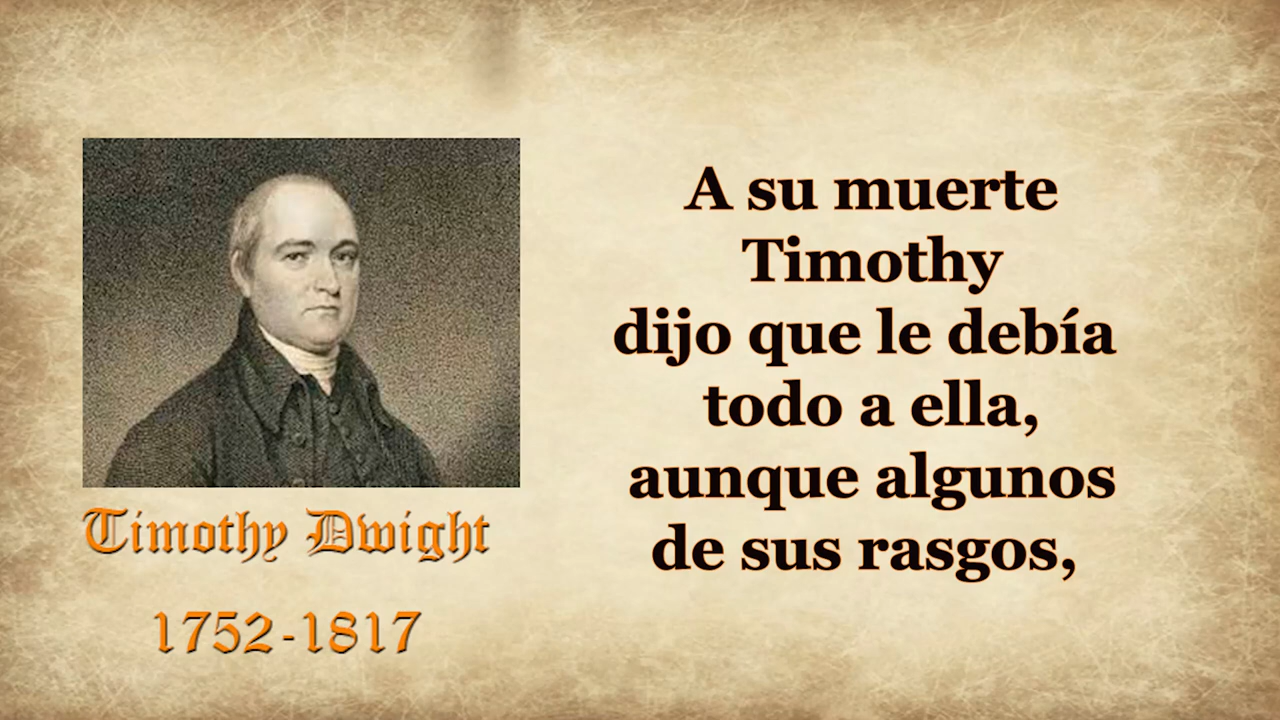 A su muerte
Timothy
dijo que le debía
todo a ella,
aunque algunos
de sus rasgos,
Timothy Dwight
1752-1817